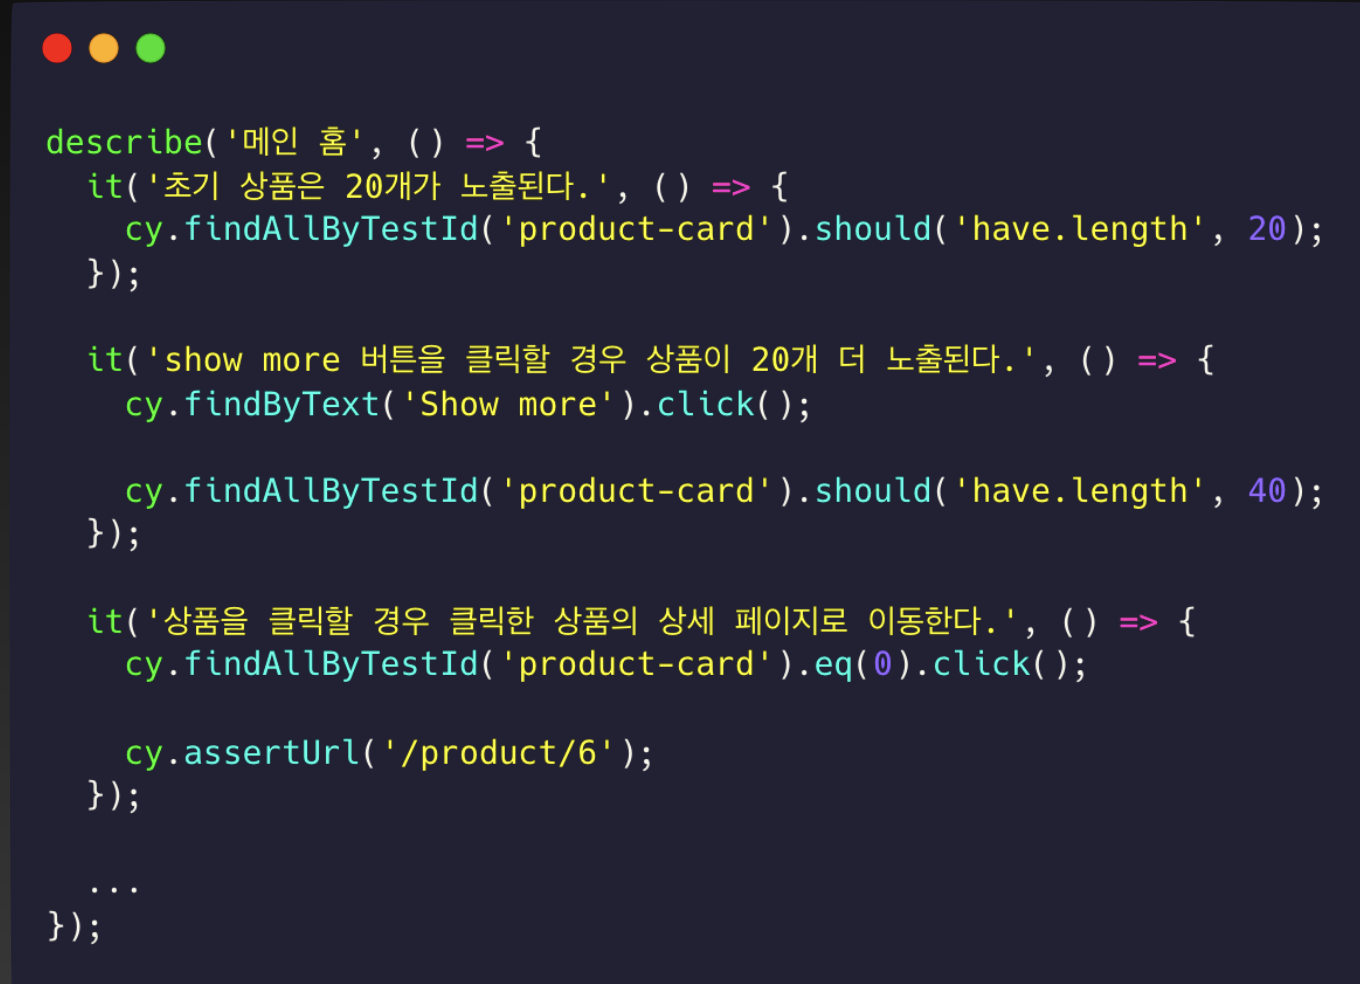 describe('메인 홈', () => {
  it('초기 상품은 20개가 노출된다.', () => {
    cy.findAllByTestId('product-card').should('have.length', 20);
  });

  it('show more 버튼을 클릭할 경우 상품이 20개 더 노출된다.', () => {
    cy.findByText('Show more').click();

    cy.findAllByTestId('product-card').should('have.length', 40);
  });

  it('상품을 클릭할 경우 클릭한 상품의 상세 페이지로 이동한다.', () => {
    cy.findAllByTestId('product-card').eq(0).click();

    cy.assertUrl('/product/6');
  });

  ...
});